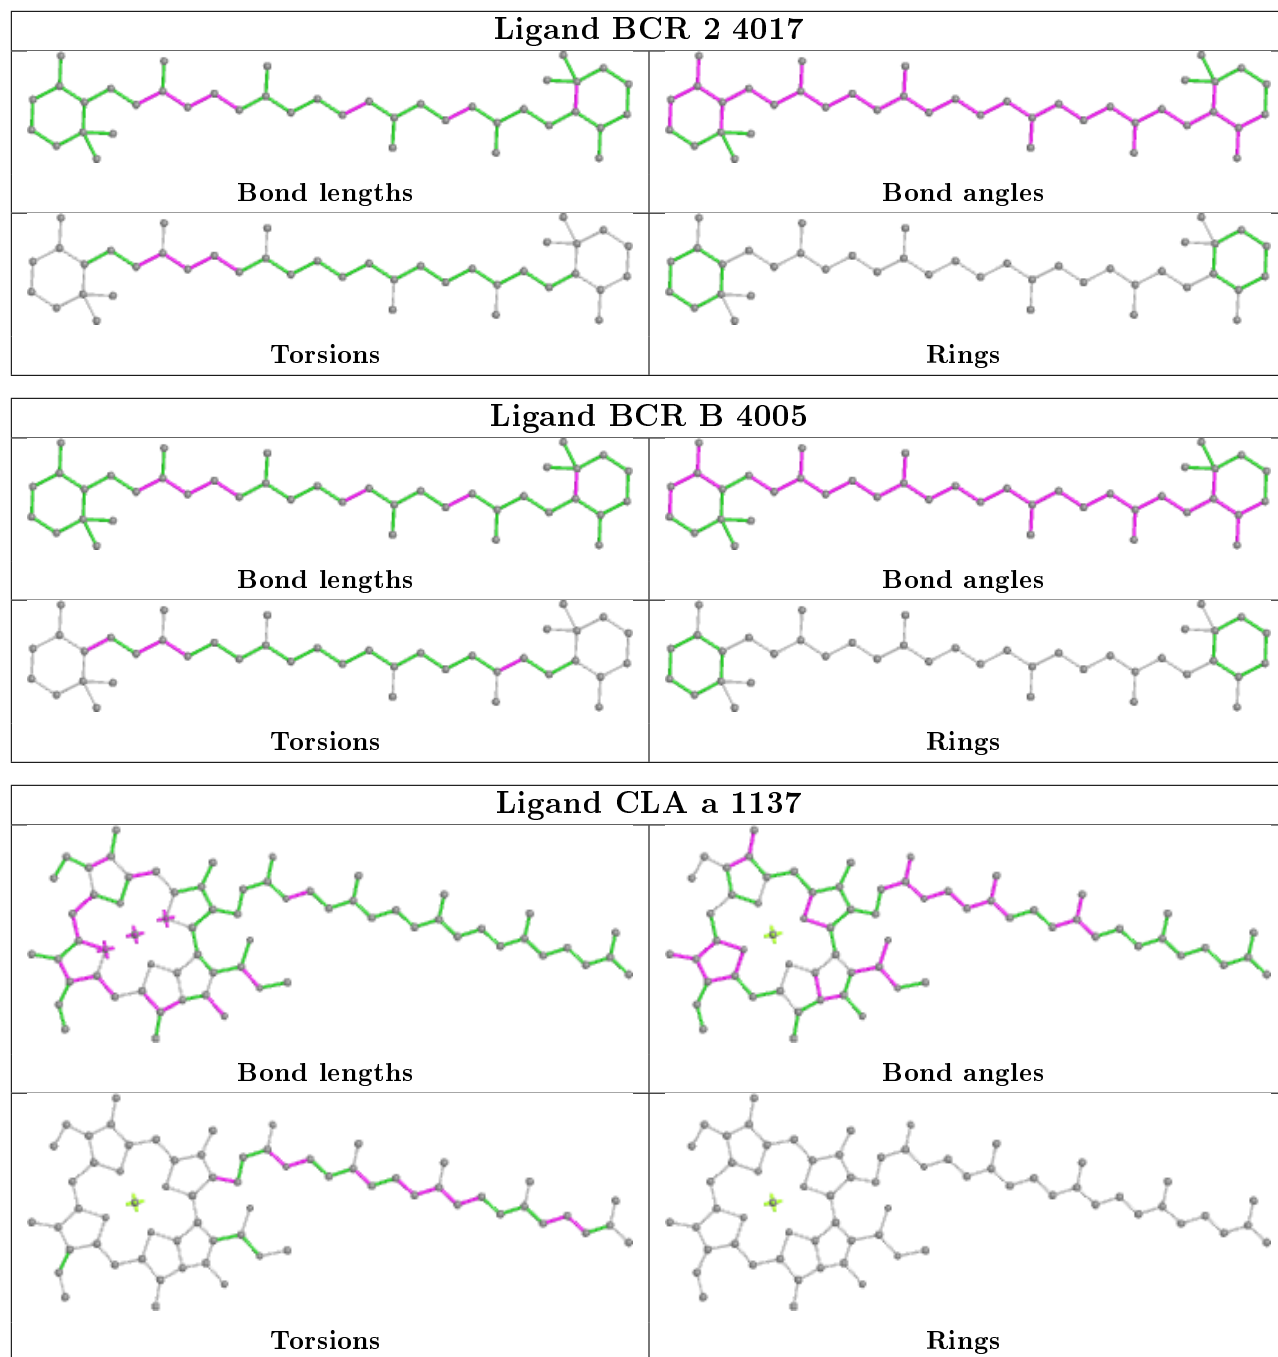 Ligand BCR 2 4017
Bond lengths
Bond angles
Torsions
Rings
Ligand BCR B 4005
Bond lengths
Bond angles
Torsions
Rings
Ligand CLA a 1137
Bond lengths
Bond angles
Torsions
Rings